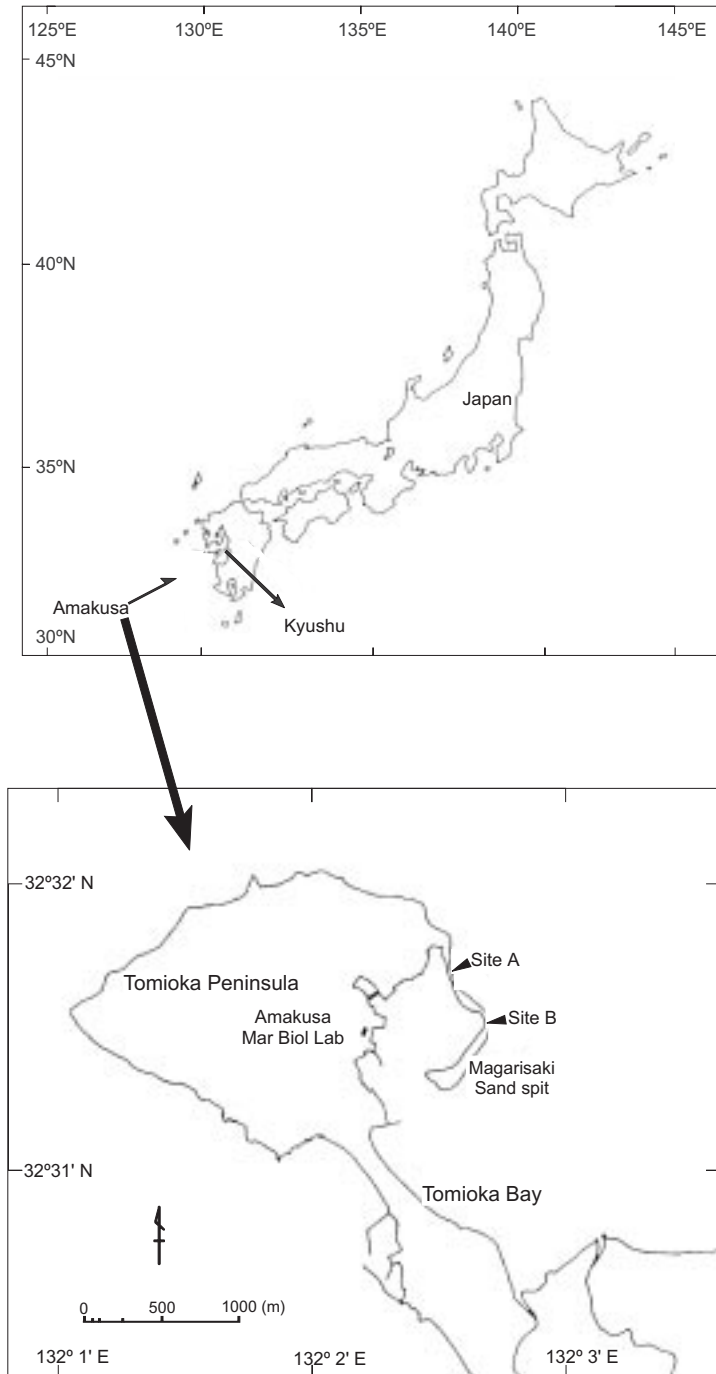 125ºE
130ºE
135ºE
140ºE
145ºE
45ºN
40ºN
Japan
35ºN
Amakusa
Kyushu
30ºN
32º32' N
Site A
Tomioka Peninsula
Amakusa
Mar Biol Lab
Site B
Magarisaki
Sand spit
32º31' N
Tomioka Bay
0
500
1000 (m)
132º 1' E
132º 2' E
132º 3' E